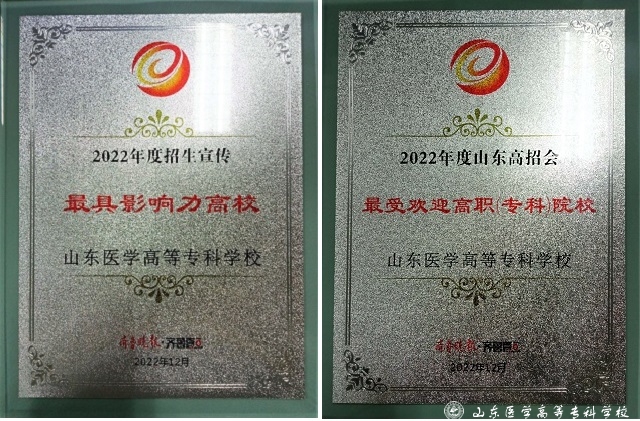 2022年度招生宣传
最具影响力高校
山东医学高等专科学校
齐鲁晚报·齐鲁壹点
2022年12月
2022年度山东高招会
最受欢迎高职(专科)院校
山东医学高等专科学校
齐鲁晚报·齐鲁壹点
2022年12月
山东医学高等专科学校